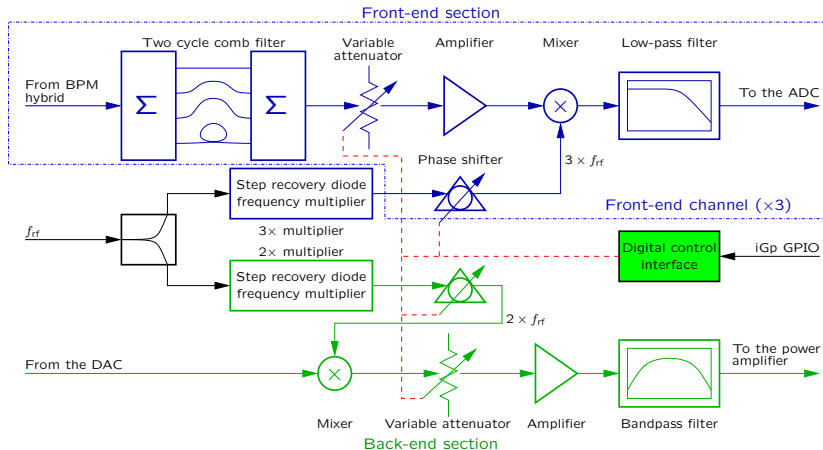 Front-end section
Two cycle comb filter
Variable
attenuator
Amplifier
Mixer
Low-pass filter
From BPM
hybrid
Σ
Σ
×
To the ADC
Phase shifter
3 × frf
Step recovery diode
frequency multiplier
Front-end channel (×3)
3× multiplier
frf
2× multiplier
Digital control
interface
iGp GPIO
Step recovery diode
frequency multiplier
2 × frf
From the DAC
×
To the power
amplifier
Mixer
Variable attenuator
Amplifier
Bandpass filter
Back-end section